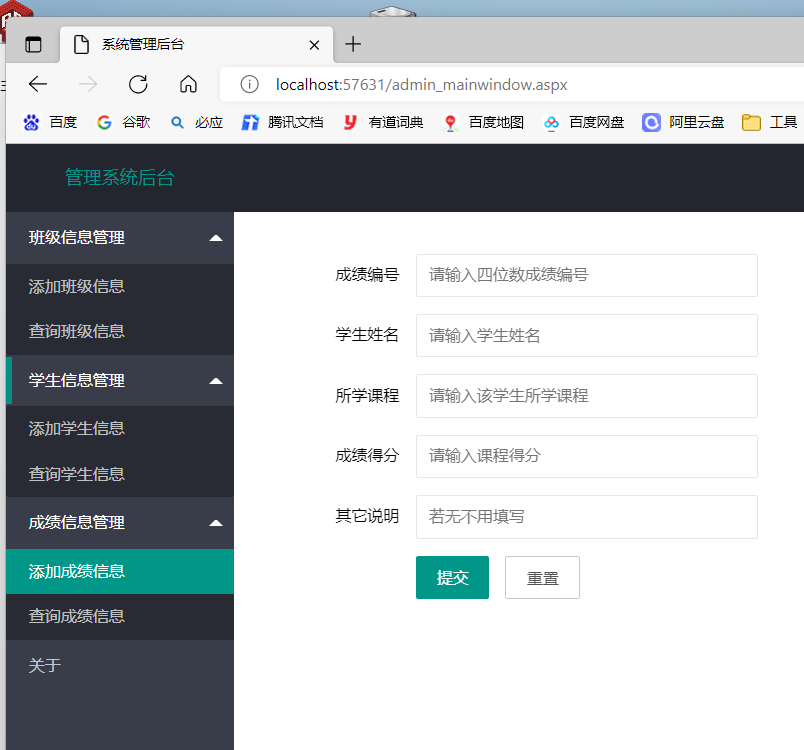 系统管理后台
localhost:57631/admin_mainwindow.aspx
百度 谷歌 必应 腾讯文档 有道词典 百度地图 百度网盘 阿里云盘 工具
管理系统后台
班级信息管理
添加班级信息
查询班级信息
学生信息管理
添加学生信息
查询学生信息
成绩信息管理
添加成绩信息
查询成绩信息
关于
成绩编号 请输入四位数成绩编号
学生姓名 请输入学生姓名
所学课程 请输入该学生所学课程
成绩得分 请输入课程得分
其它说明 若无不用填写
提交 重置